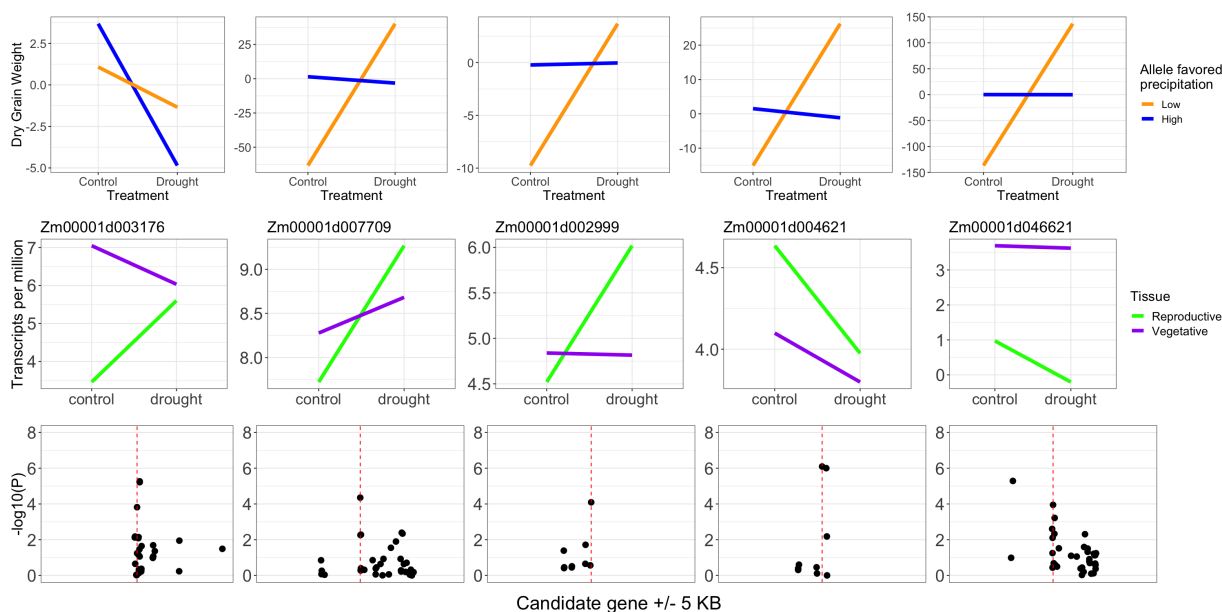 Dry Grain Weight
2.5
0.0
-2.5
-5.0
Control Drought
Treatment
25
0
-25
-50
Control Drought
Treatment
0
-5
-10
Control Drought
Treatment
20
10
0
-10
Control Drought
Treatment
150
100
50
0
-50
-100
-150
Control Drought
Treatment
Allele favored
precipitation
Low
High
Transcripts per million
Zm00001d003176
7
6
5
4
control drought
Zm00001d007709
9.0
8.5
8.0
control drought
Zm00001d002999
6.0
5.5
5.0
4.5
control drought
Zm00001d004621
4.5
4.0
control drought
Zm00001d046621
3
2
1
0
control drought
Tissue
Reproductive
Vegetative
-log10(P)
8
6
4
2
0
8
6
4
2
0
8
6
4
2
0
8
6
4
2
0
8
6
4
2
0
Candidate gene +/- 5 KB